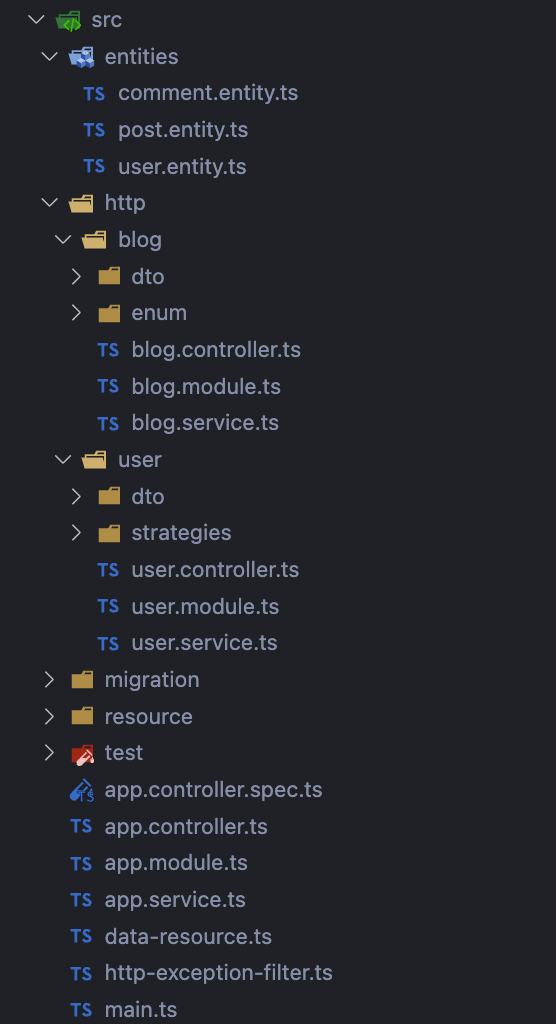 src
entities
TS comment.entity.ts
TS post.entity.ts
TS user.entity.ts
http
blog
dto
enum
TS blog.controller.ts
TS blog.module.ts
TS blog.service.ts
user
dto
strategies
TS user.controller.ts
TS user.module.ts
TS user.service.ts
migration
resource
test
TS app.controller.spec.ts
TS app.controller.ts
TS app.module.ts
TS app.service.ts
TS data-resource.ts
TS http-exception-filter.ts
TS main.ts